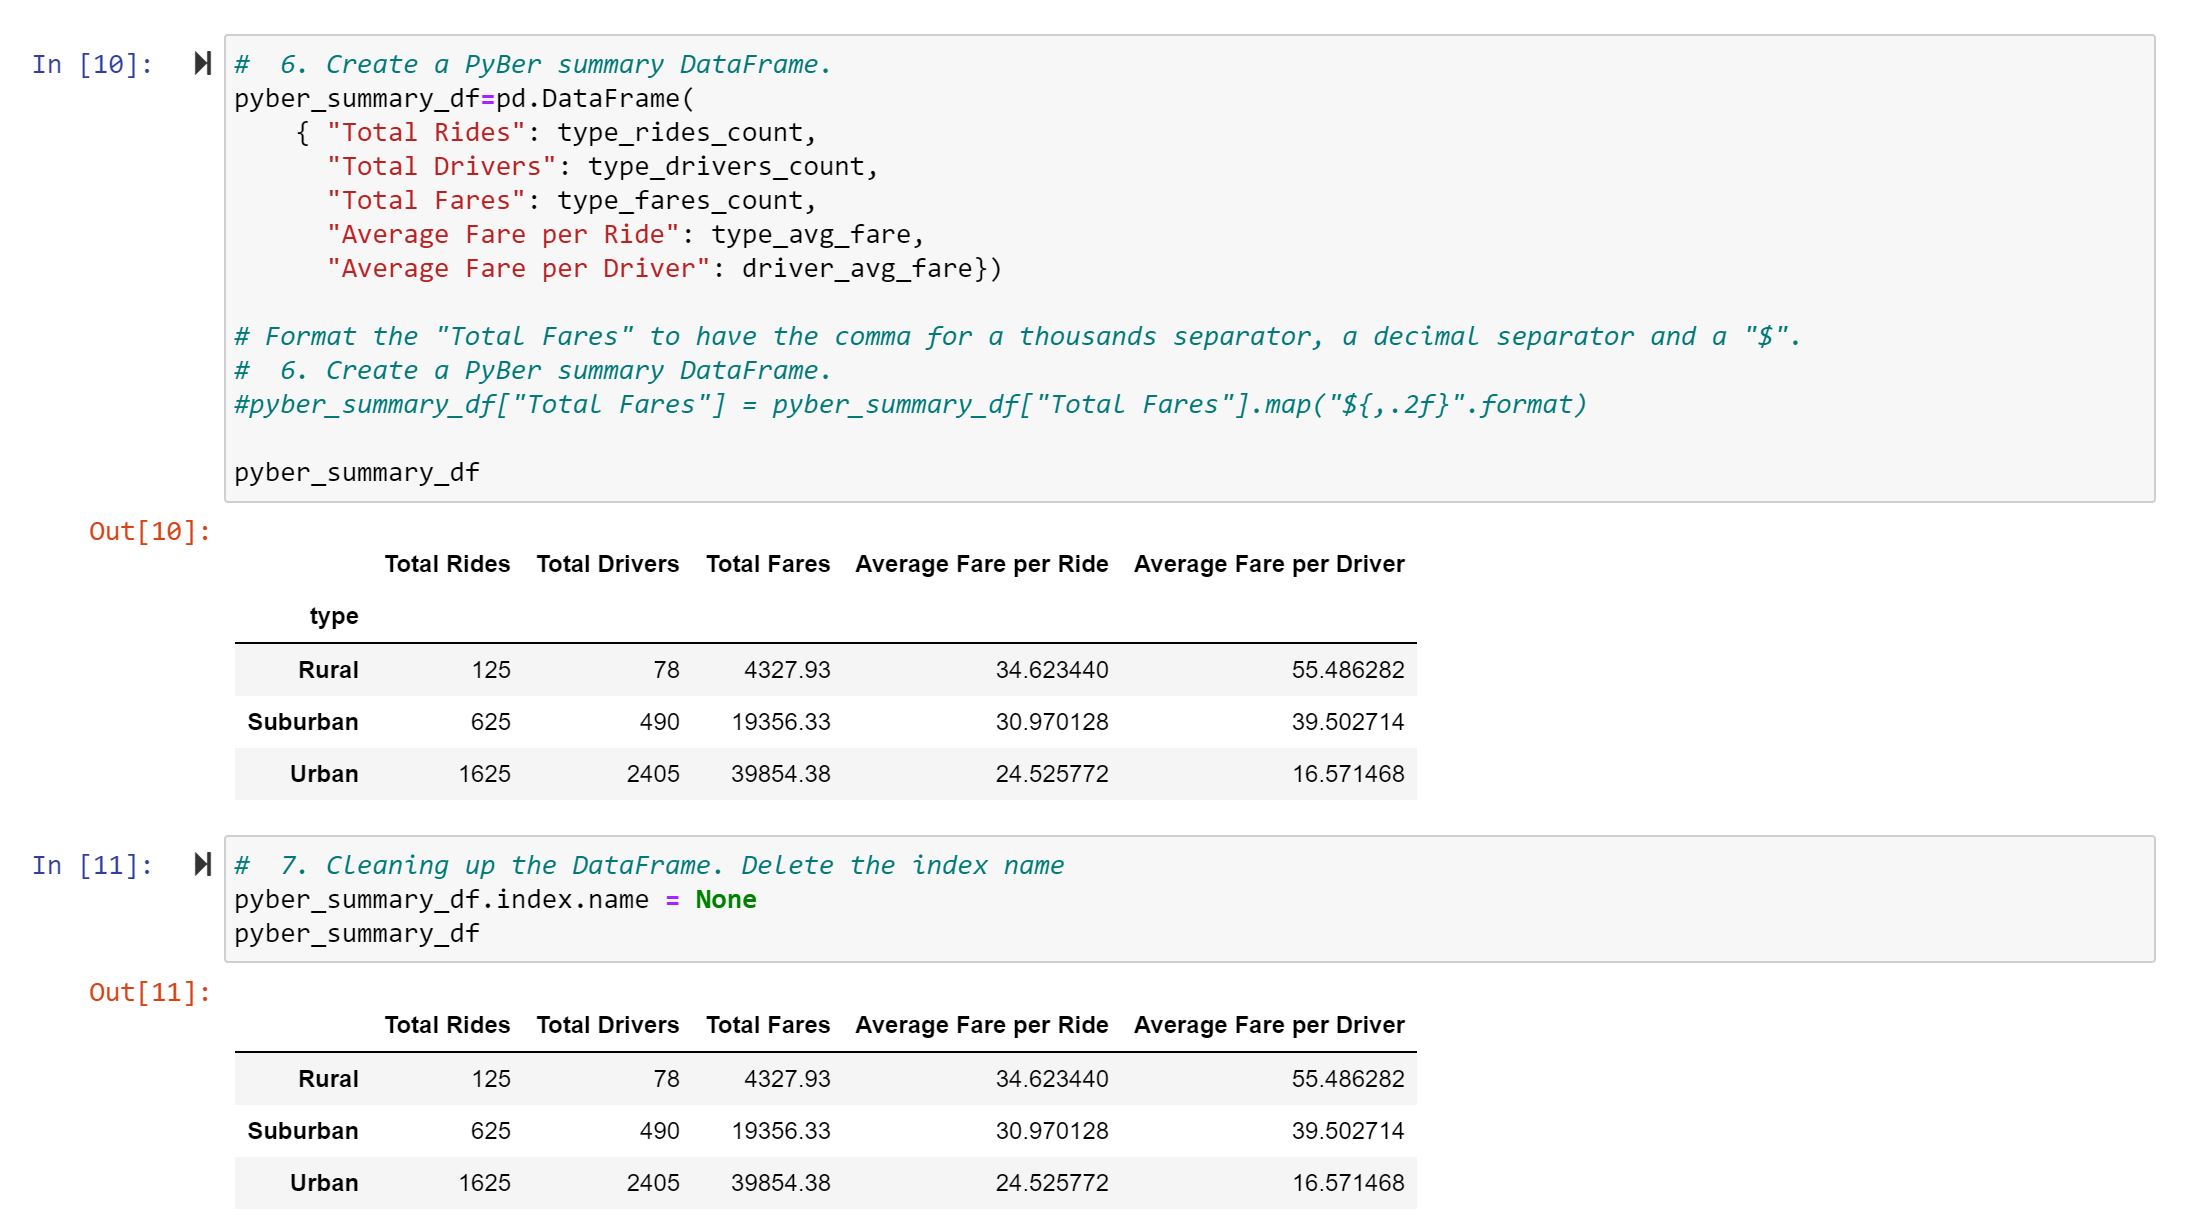 In [10]:
#  6. Create a PyBer summary DataFrame.
pyber_summary_df=pd.DataFrame(
    { "Total Rides": type_rides_count,
      "Total Drivers": type_drivers_count,
      "Total Fares": type_fares_count,
      "Average Fare per Ride": type_avg_fare,
      "Average Fare per Driver": driver_avg_fare})

# Format the "Total Fares" to have the comma for a thousands separator, a decimal separator and a "$".
#  6. Create a PyBer summary DataFrame.
#pyber_summary_df["Total Fares"] = pyber_summary_df["Total Fares"].map("${,.2f}".format)

pyber_summary_df
Out[10]:
Total Rides Total Drivers Total Fares Average Fare per Ride Average Fare per Driver
type
Rural 125 78 4327.93 34.623440 55.486282
Suburban 625 490 19356.33 30.970128 39.502714
Urban 1625 2405 39854.38 24.525772 16.571468
In [11]:
#  7. Cleaning up the DataFrame. Delete the index name
pyber_summary_df.index.name = None
pyber_summary_df
Out[11]:
Total Rides Total Drivers Total Fares Average Fare per Ride Average Fare per Driver
Rural 125 78 4327.93 34.623440 55.486282
Suburban 625 490 19356.33 30.970128 39.502714
Urban 1625 2405 39854.38 24.525772 16.571468